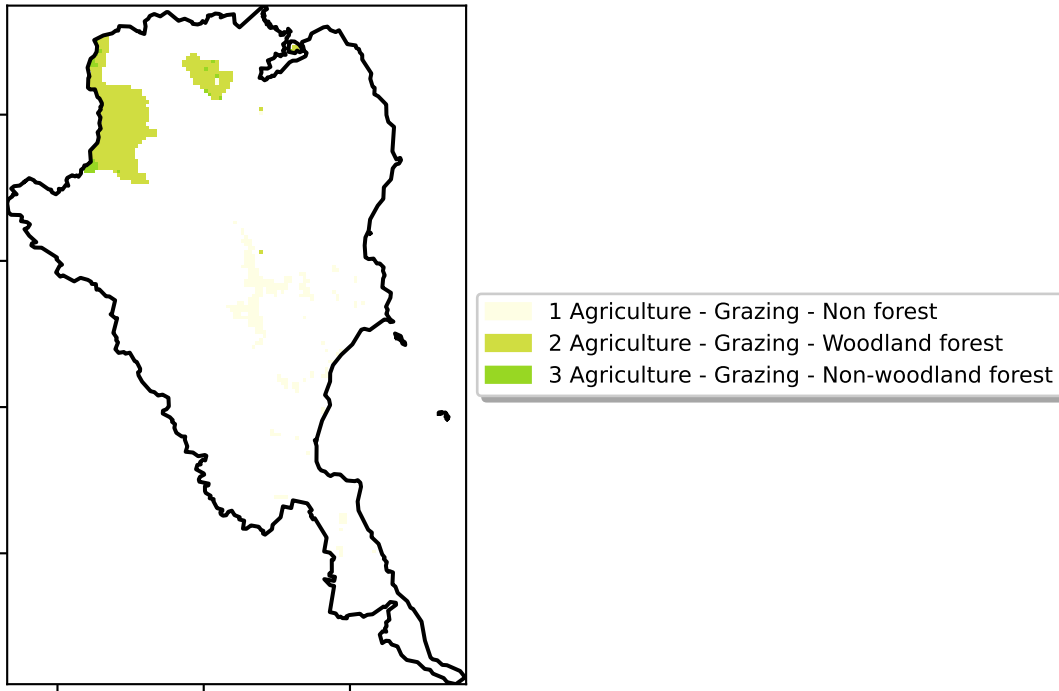 1 Agriculture - Grazing - Non forest
2 Agriculture - Grazing - Woodland forest
3 Agriculture - Grazing - Non-woodland forest